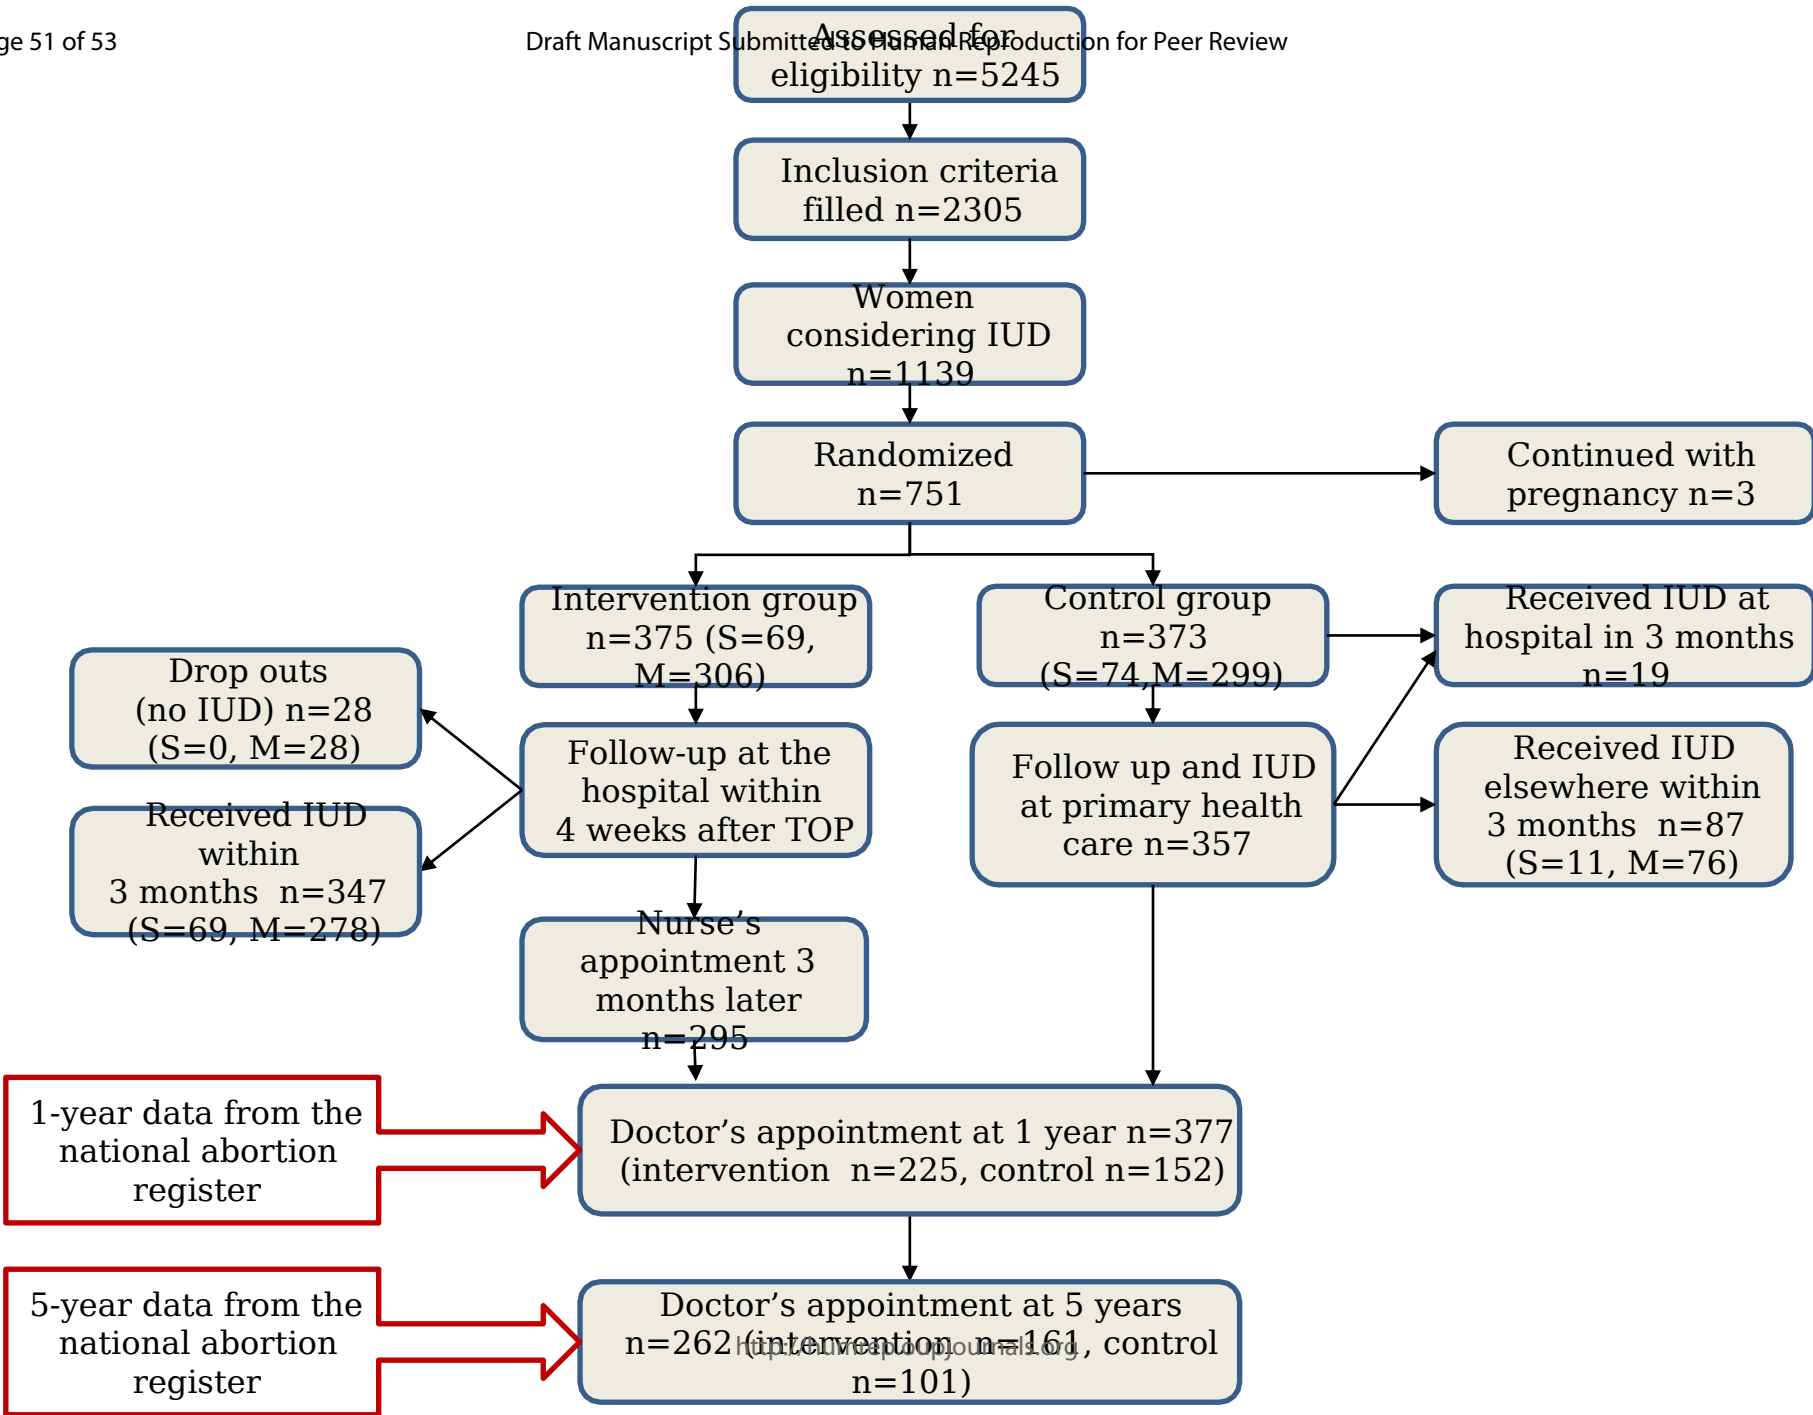 ge 51 of 53
Draft Manuscript Submitted to Human Reproduction for Peer Review
Assessed for
eligibility n=5245
Inclusion criteria
filled n=2305
Women
considering IUD
n=1139
Randomized
n=751
Continued with
pregnancy n=3
Intervention group
n=375 (S=69,
M=306)
Control group
n=373
(S=74,M=299)
Received IUD at
hospital in 3 months
n=19
Drop outs
(no IUD) n=28
(S=0, M=28)
Follow-up at the
hospital within
4 weeks after TOP
Follow up and IUD
at primary health
care n=357
Received IUD
elsewhere within
3 months n=87
(S=11, M=76)
Received IUD
within
3 months n=347
(S=69, M=278)
Nurse’s
appointment 3
months later
n=295
1-year data from the
national abortion
register
Doctor’s appointment at 1 year n=377
(intervention n=225, control n=152)
5-year data from the
national abortion
register
Doctor’s appointment at 5 years
n=262 (intervention n=161, control
n=101)
http://humrep.oupjournals.org